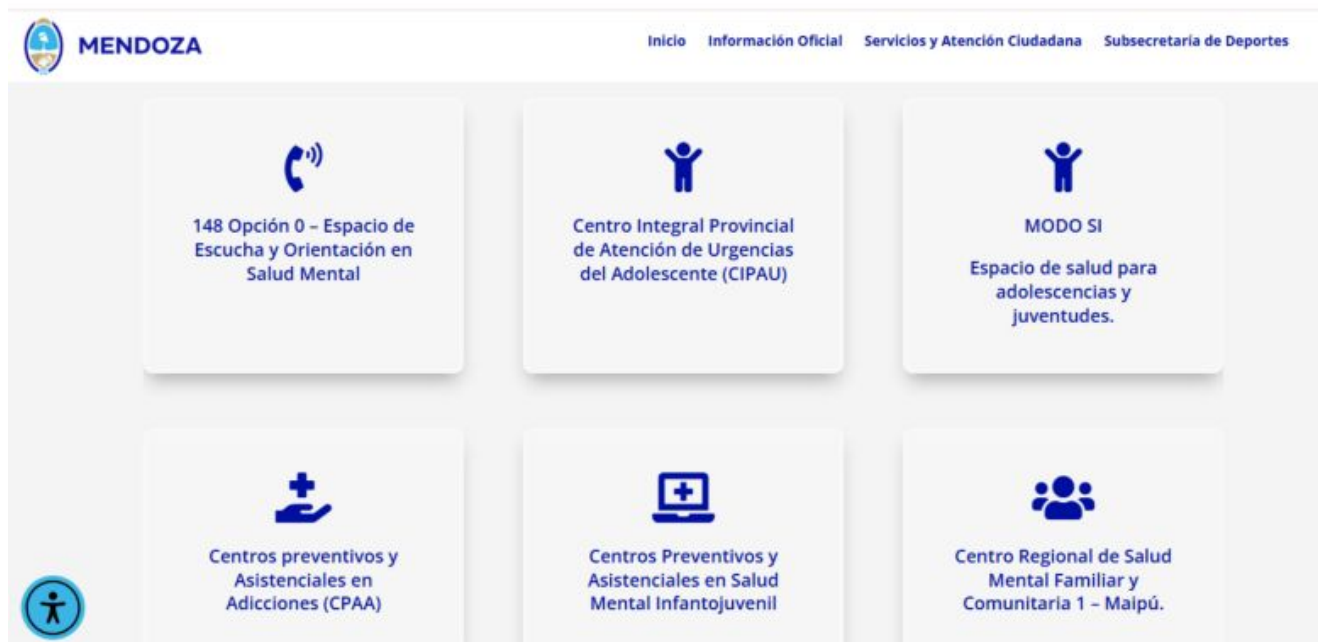 MENDOZA
Inicio Información Oficial Servicios y Atención Ciudadana Subsecretaría de Deportes
148 Opción 0 – Espacio de
Escucha y Orientación en
Salud Mental
Centro Integral Provincial
de Atención de Urgencias
del Adolescente (CIPAU)
MODO SI
Espacio de salud para
adolescencias y
juventudes.
Centros preventivos y
Asistenciales en
Adicciones (CPAA)
Centros Preventivos y
Asistenciales en Salud
Mental Infantojuvenil
Centro Regional de Salud
Mental Familiar y
Comunitaria 1 – Maipú.